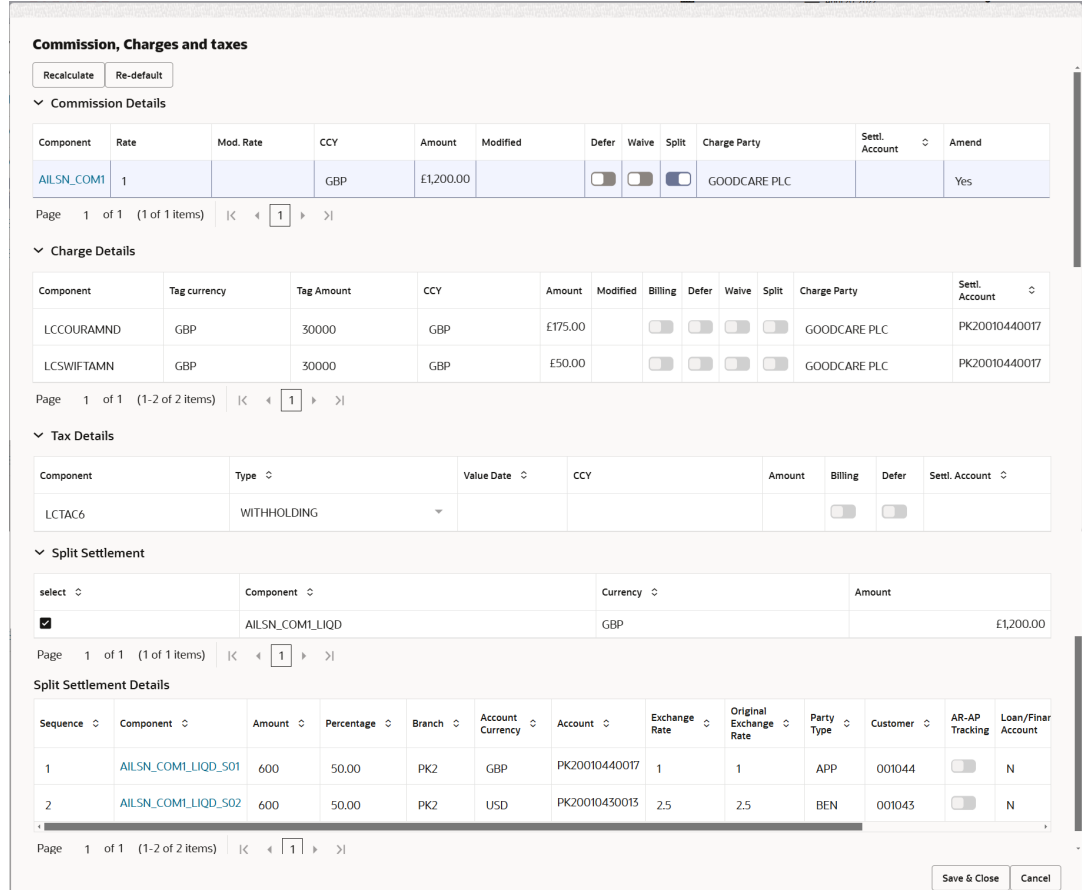 Commission, Charges and taxes
Recalculate Re-default
Commission Details
Component Rate Mod. Rate CCY Amount Modified Defer Waive Split Charge Party Settl. Account Amend
AILSN_COM1 1 GBP £1,200.00 GOODCARE PLC Yes
Page 1 of 1 (1 of 1 items) 1
Charge Details
Component Tag currency Tag Amount CCY Amount Modified Billing Defer Waive Split Charge Party Settl. Account
LCCOURAMND GBP 30000 GBP £175.00 GOODCARE PLC PK20010440017
LCSWIFTAMN GBP 30000 GBP £50.00 GOODCARE PLC PK20010440017
Page 1 of 1 (1-2 of 2 items) 1
Tax Details
Component Type Value Date CCY Amount Billing Defer Settl. Account
LCTAC6 WITHHOLDING
Split Settlement
select Component Currency Amount
AILSN_COM1_LIQD GBP £1,200.00
Page 1 of 1 (1 of 1 items) 1
Split Settlement Details
Sequence Component Amount Percentage Branch Account Currency Account Exchange Rate Original Exchange Rate Party Type Customer AR-AP Tracking Loan/Finan Account
1 AILSN_COM1_LIQD_S01 600 50.00 PK2 GBP PK20010440017 1 1 APP 001044 N
2 AILSN_COM1_LIQD_S02 600 50.00 PK2 USD PK20010430013 2.5 2.5 BEN 001043 N
Page 1 of 1 (1-2 of 2 items) 1
Save & Close Cancel